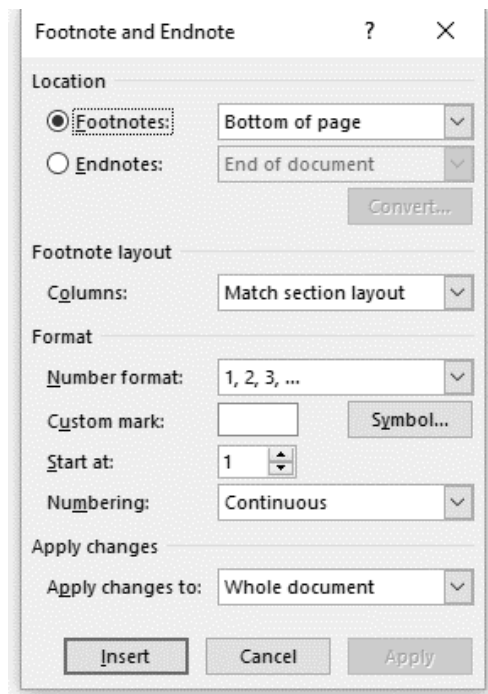 Footnote and Endnote ?
Location
Footnotes: Bottom of page
Endnotes: End of document
Convert...
Footnote layout
Columns: Match section layout
Format
Number format: 1, 2, 3, ...
Custom mark: Symbol...
Start at: 1
Numbering: Continuous
Apply changes
Apply changes to: Whole document
Insert Cancel Apply